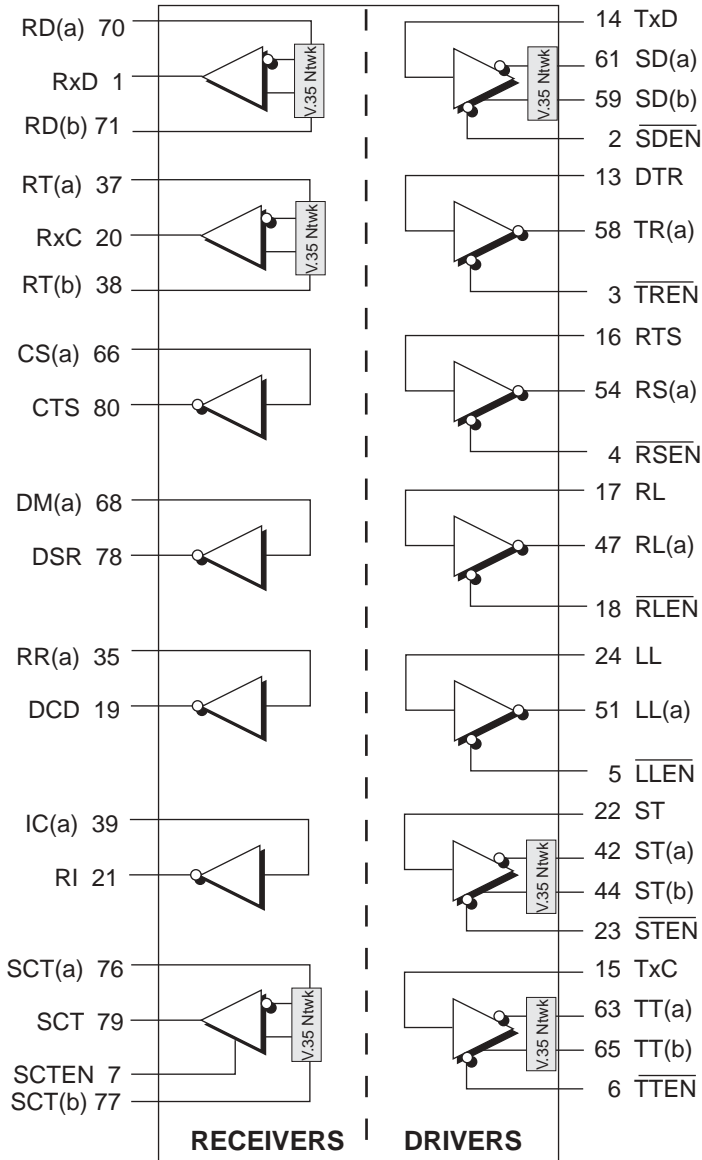 RD(a) 70
RxD 1
RD(b) 71
V.35 Ntwk
RT(a) 37
RxC 20
RT(b) 38
V.35 Ntwk
CS(a) 66
CTS 80
DM(a) 68
DSR 78
RR(a) 35
DCD 19
IC(a) 39
RI 21
SCT(a) 76
SCT 79
SCTEN 7
SCT(b) 77
V.35 Ntwk
RECEIVERS
14 TxD
61 SD(a)
59 SD(b)
2 SDEN
V.35 Ntwk
13 DTR
58 TR(a)
3 TREN
16 RTS
54 RS(a)
4 RSEN
17 RL
47 RL(a)
18 RLEN
24 LL
51 LL(a)
5 LLEN
22 ST
42 ST(a)
44 ST(b)
23 STEN
V.35 Ntwk
15 TxC
63 TT(a)
65 TT(b)
6 TTEN
V.35 Ntwk
DRIVERS